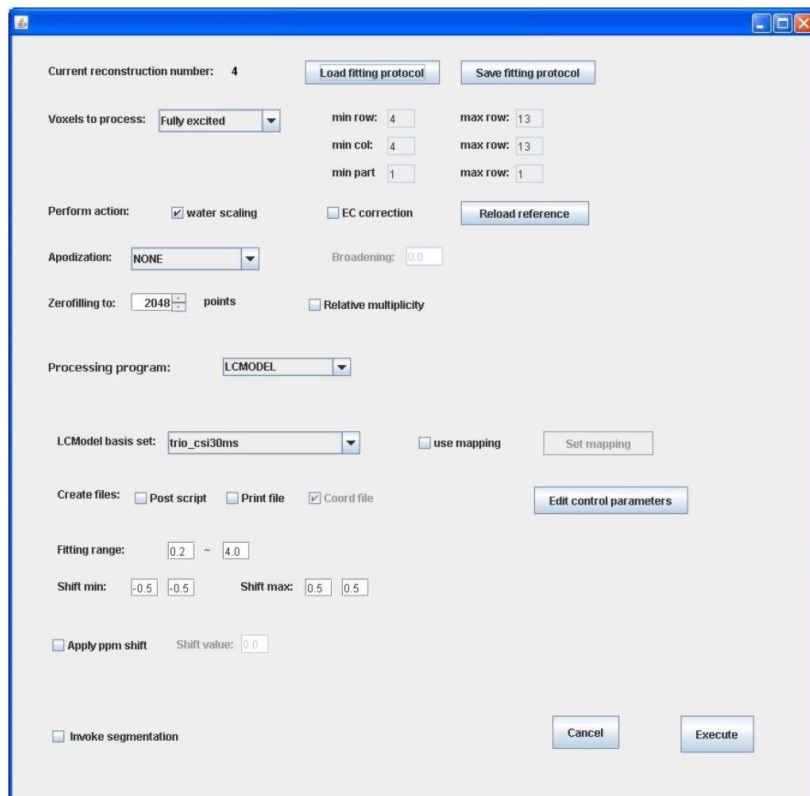 Current reconstruction number: 4 Load fitting protocol Save fitting protocol
Voxels to process: Fully excited min row: 4 max row: 13
min col: 4 max row: 13
min part 1 max row: 1
Perform action: water scaling EC correction Reload reference
Apodization: NONE Broadening: 0.0
Zerofilling to: 2048 points Relative multiplicity
Processing program: LCMODEL
LCModel basis set: trio_csi30ms use mapping Set mapping
Create files: Post script Print file Coord file Edit control parameters
Fitting range: 0.2 ~ 4.0
Shift min: -0.5 -0.5 Shift max: 0.5 0.5
Apply ppm shift Shift value: 0.0
Invoke segmentation Cancel Execute